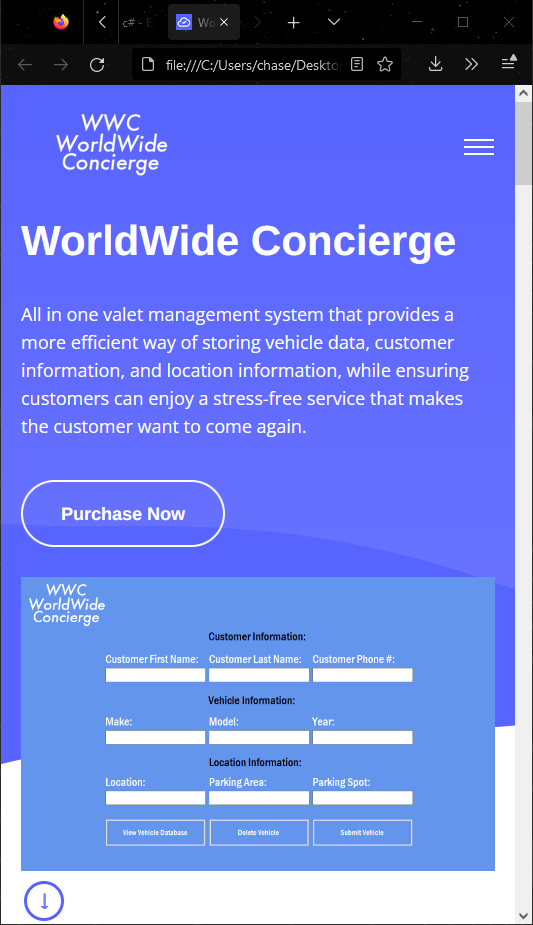 c# - E
Wo
file:///C:/Users/chase/Deskto
WWC
WorldWide
Concierge
WorldWide Concierge
All in one valet management system that provides a
more efficient way of storing vehicle data, customer
information, and location information, while ensuring
customers can enjoy a stress-free service that makes
the customer want to come again.
Purchase Now
WWC
WorldWide
Concierge
Customer Information:
Customer First Name: Customer Last Name: Customer Phone #:
Vehicle Information:
Make: Model: Year:
Location Information:
Location: Parking Area: Parking Spot:
View Vehicle Database Delete Vehicle Submit Vehicle